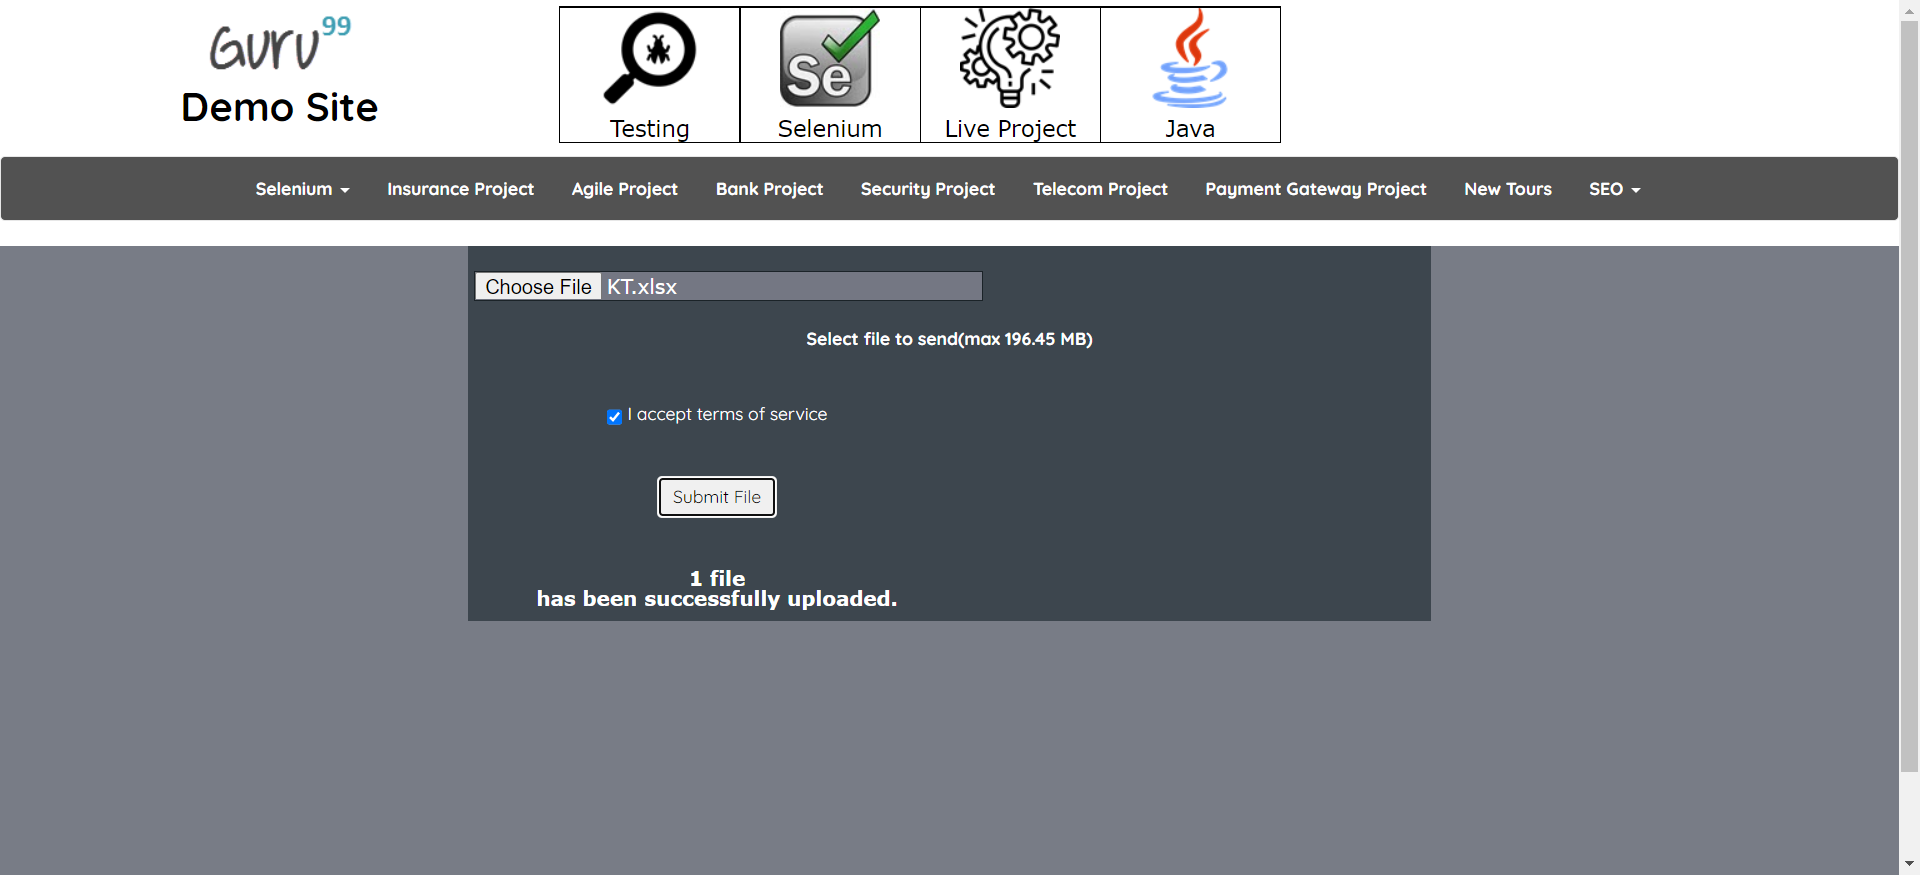 Guru99
Demo Site
Se
Testing
Selenium
Live Project
Java
Selenium
Insurance Project
Agile Project
Bank Project
Security Project
Telecom Project
Payment Gateway Project
New Tours
SEO
Choose File KT.xlsx
Select file to send(max 196.45 MB)
I accept terms of service
Submit File
1 file
has been successfully uploaded.